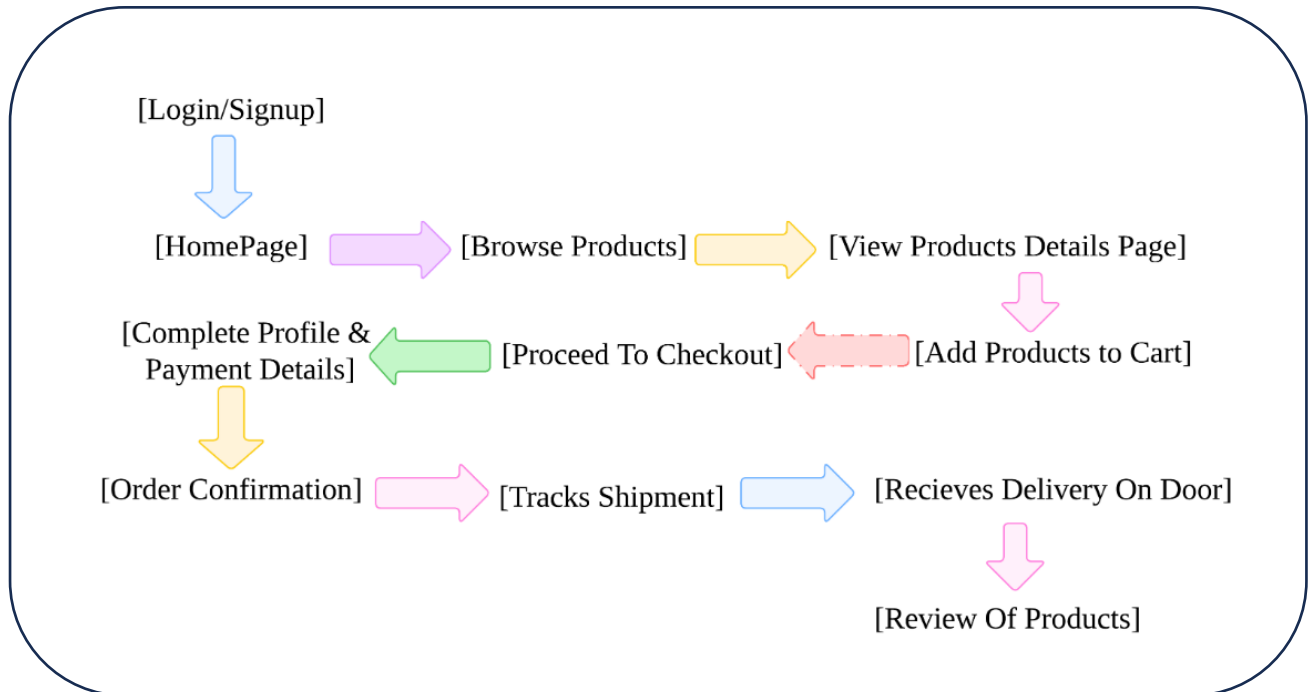 [Login/Signup]
[HomePage]
[Browse Products]
[View Products Details Page]
[Add Products to Cart]
[Proceed To Checkout]
[Complete Profile &
Payment Details]
[Order Confirmation]
[Tracks Shipment]
[Recieves Delivery On Door]
[Review Of Products]